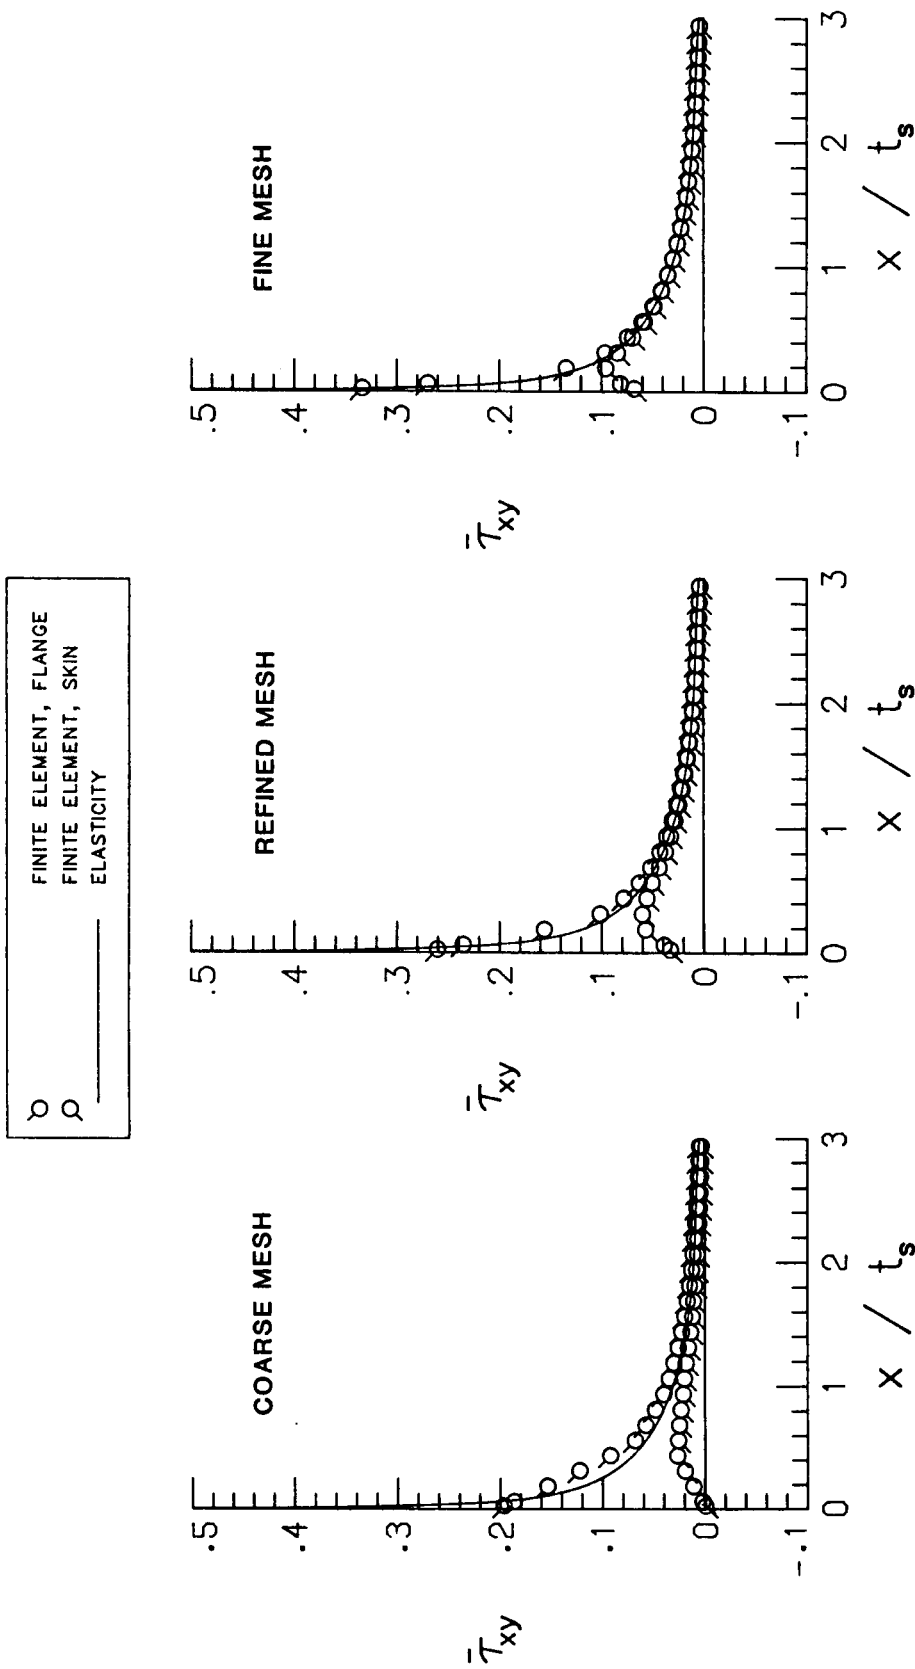 FINITE ELEMENT, FLANGE
FINITE ELEMENT, SKIN
ELASTICITY
COARSE MESH
.5
.4
.3
.2
.1
0
-.1
τ̄xy
0 1 2 3
x / ts
REFINED MESH
.5
.4
.3
.2
.1
0
-.1
τ̄xy
0 1 2 3
x / ts
FINE MESH
.5
.4
.3
.2
.1
0
-.1
τ̄xy
0 1 2 3
x / ts